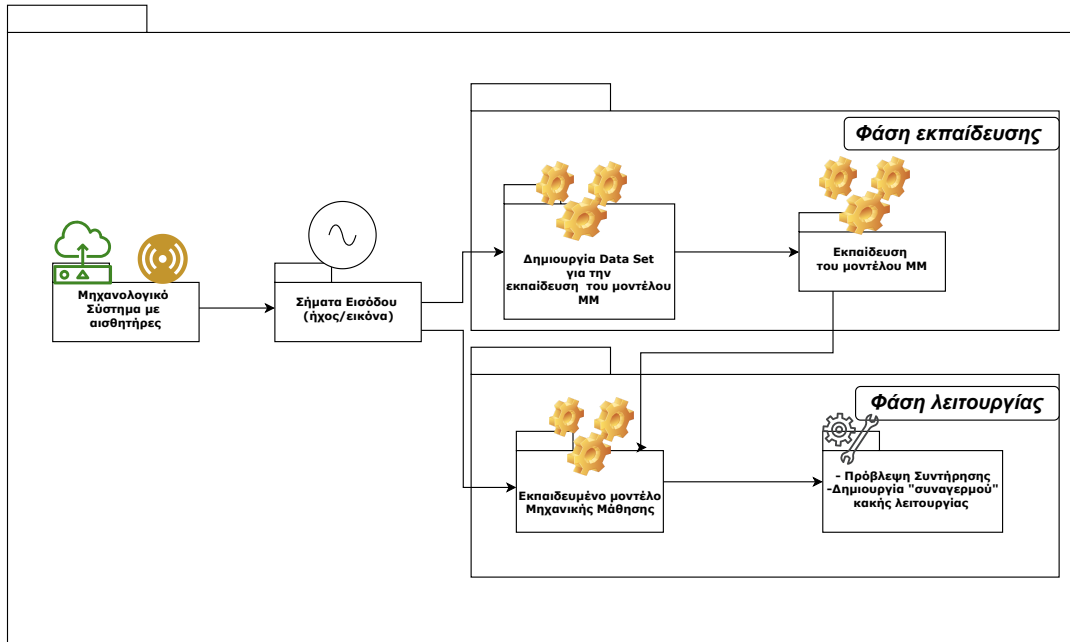 Φάση εκπαίδευσης
Δημιουργία Data Set
για την
εκπαίδευση του μοντέλου
ΜΜ
Εκπαίδευση
του μοντέλου ΜΜ
Μηχανολογικό
Σύστημα με
αισθητήρες
Σήματα Εισόδου
(ήχος/εικόνα)
Φάση λειτουργίας
Εκπαιδευμένο μοντέλο
Μηχανικής Μάθησης
- Πρόβλεψη Συντήρησης
-Δημιουργία "συναγερμού"
κακής λειτουργίας